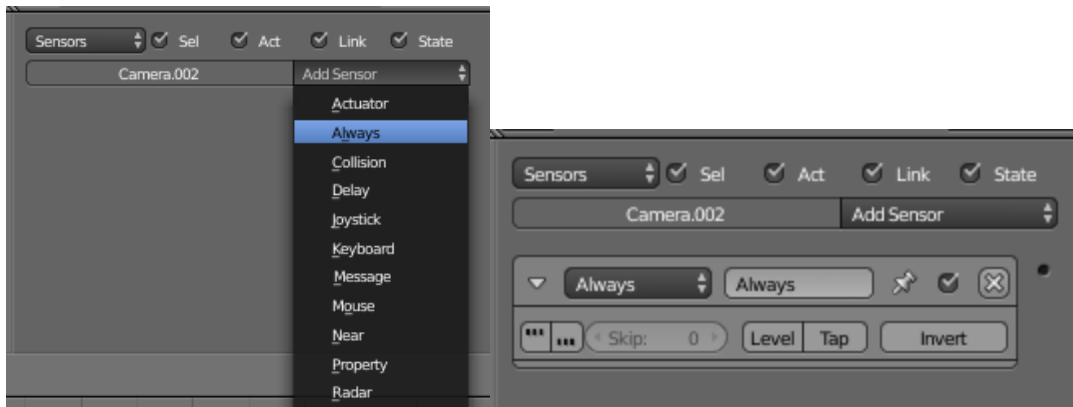 Sensors Sel Act Link State
Camera.002 Add Sensor
Actuator
Always
Collision
Delay
Joystick
Keyboard
Message
Mouse
Near
Property
Radar
Sensors Sel Act Link State
Camera.002 Add Sensor
Always Always
Skip: 0 Level Tap Invert